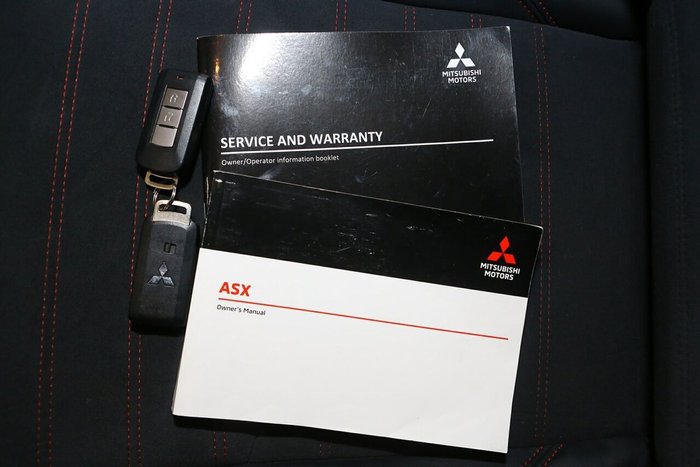 MITSUBISHI
MOTORS
SERVICE AND WARRANTY
Owner/Operator information booklet
MITSUBISHI
MOTORS
ASX
Owner's Manual